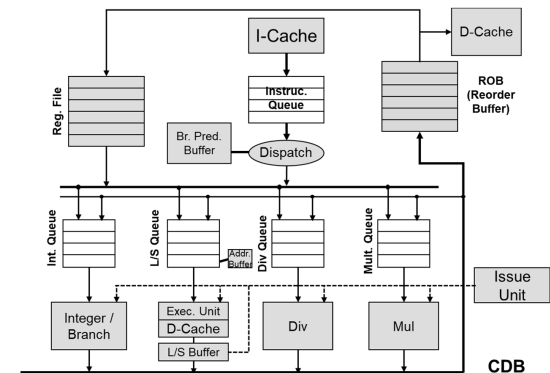 I-Cache
D-Cache
Reg. File
Instruc.
Queue
ROB
(Reorder
Buffer)
Br. Pred.
Buffer
Dispatch
Int. Queue
L/S Queue
Addr.
Buffer
Div Queue
Mult. Queue
Issue
Unit
Integer /
Branch
Exec. Unit
D-Cache
L/S Buffer
Div
Mul
CDB